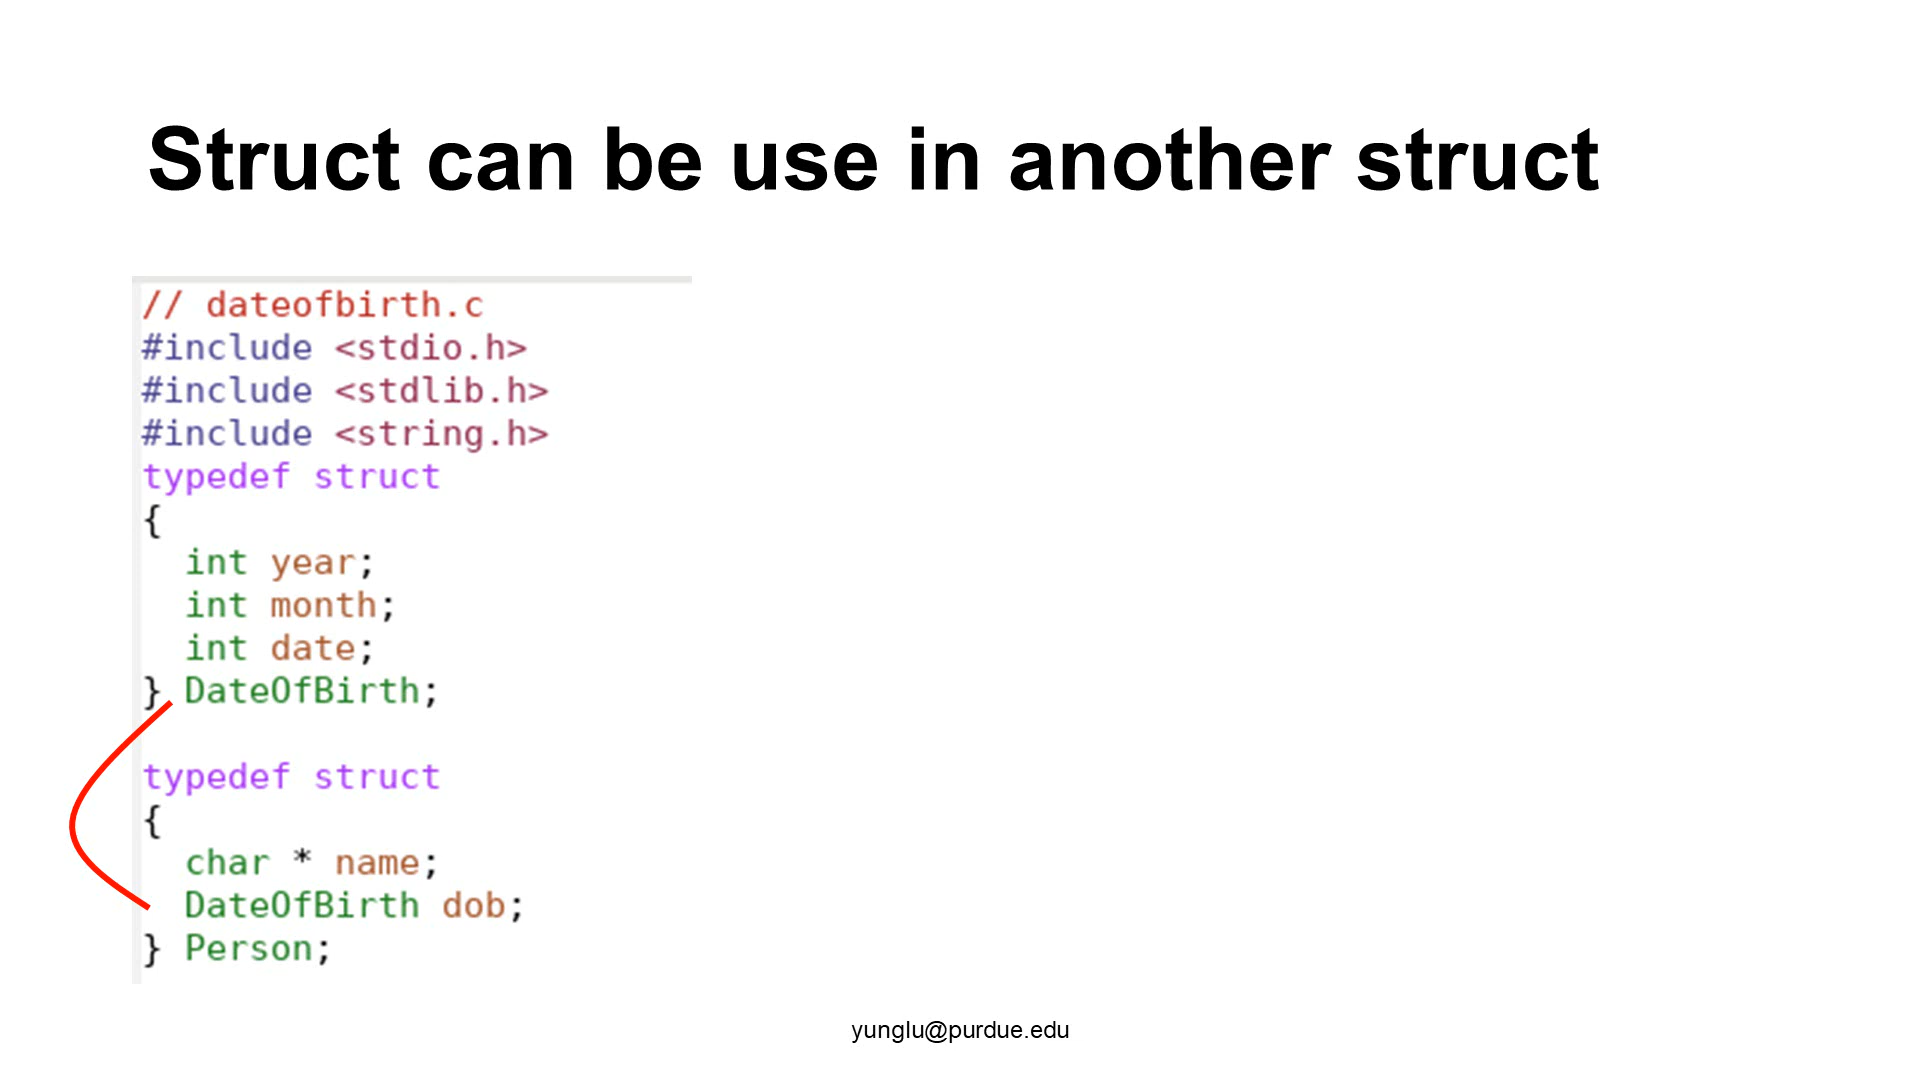 Struct can be use in another struct
// dateofbirth.c
#include <stdio.h>
#include <stdlib.h>
#include <string.h>
typedef struct
{
  int year;
  int month;
  int date;
} DateOfBirth;
typedef struct
{
  char * name;
  DateOfBirth dob;
} Person;
yunglu@purdue.edu